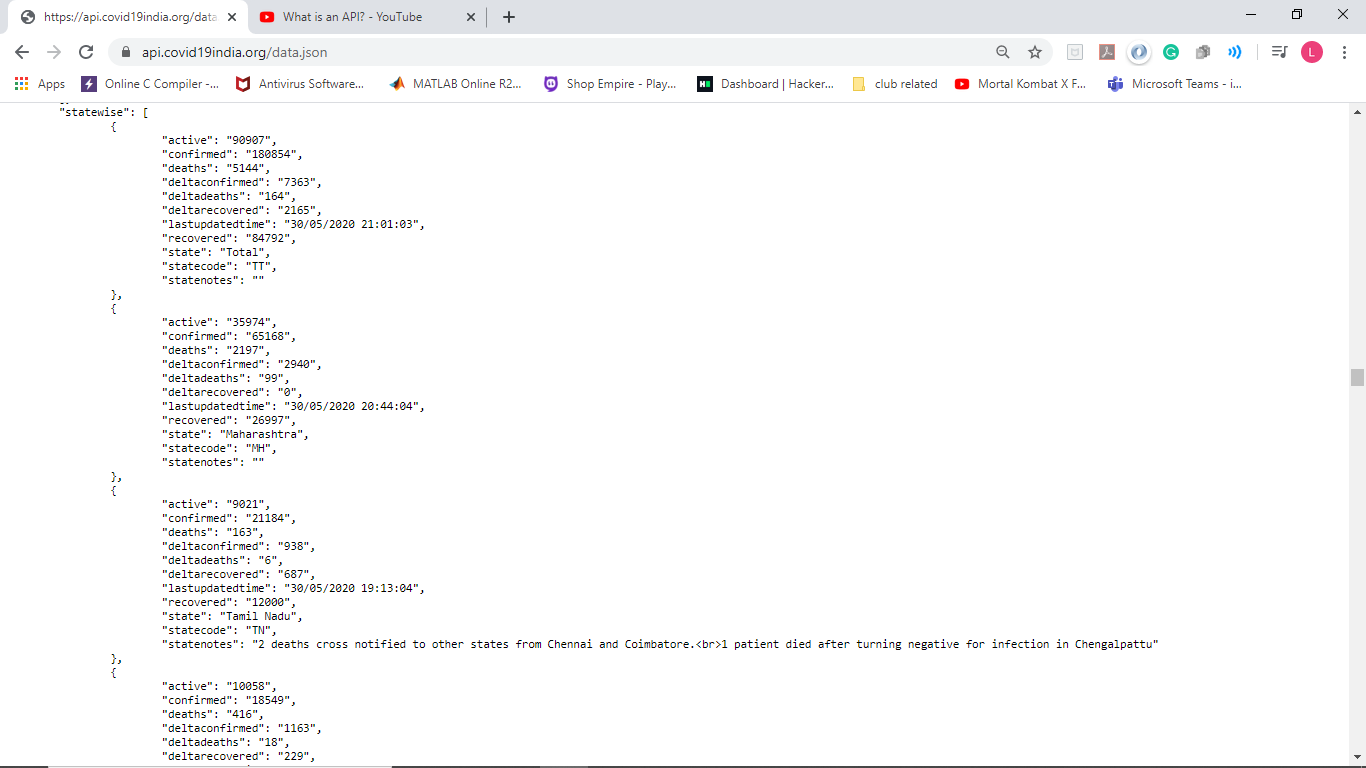 https://api.covid19india.org/data
What is an API? - YouTube
api.covid19india.org/data.json
L
Apps
Online C Compiler -...
Antivirus Software...
MATLAB Online R2...
Shop Empire - Play...
Dashboard | Hacker...
club related
Mortal Kombat X F...
Microsoft Teams - i...
"statewise": [
{
"active": "90907",
"confirmed": "180854",
"deaths": "5144",
"deltaconfirmed": "7363",
"deltadeaths": "164",
"deltarecovered": "2165",
"lastupdatedtime": "30/05/2020 21:01:03",
"recovered": "84792",
"state": "Total",
"statecode": "TT",
"statenotes": ""
},
{
"active": "35974",
"confirmed": "65168",
"deaths": "2197",
"deltaconfirmed": "2940",
"deltadeaths": "99",
"deltarecovered": "0",
"lastupdatedtime": "30/05/2020 20:44:04",
"recovered": "26997",
"state": "Maharashtra",
"statecode": "MH",
"statenotes": ""
},
{
"active": "9021",
"confirmed": "21184",
"deaths": "163",
"deltaconfirmed": "938",
"deltadeaths": "6",
"deltarecovered": "687",
"lastupdatedtime": "30/05/2020 19:13:04",
"recovered": "12000",
"state": "Tamil Nadu",
"statecode": "TN",
"statenotes": "2 deaths cross notified to other states from Chennai and Coimbatore.<br>1 patient died after turning negative for infection in Chengalpattu"
},
{
"active": "10058",
"confirmed": "18549",
"deaths": "416",
"deltaconfirmed": "1163",
"deltadeaths": "18",
"deltarecovered": "229",